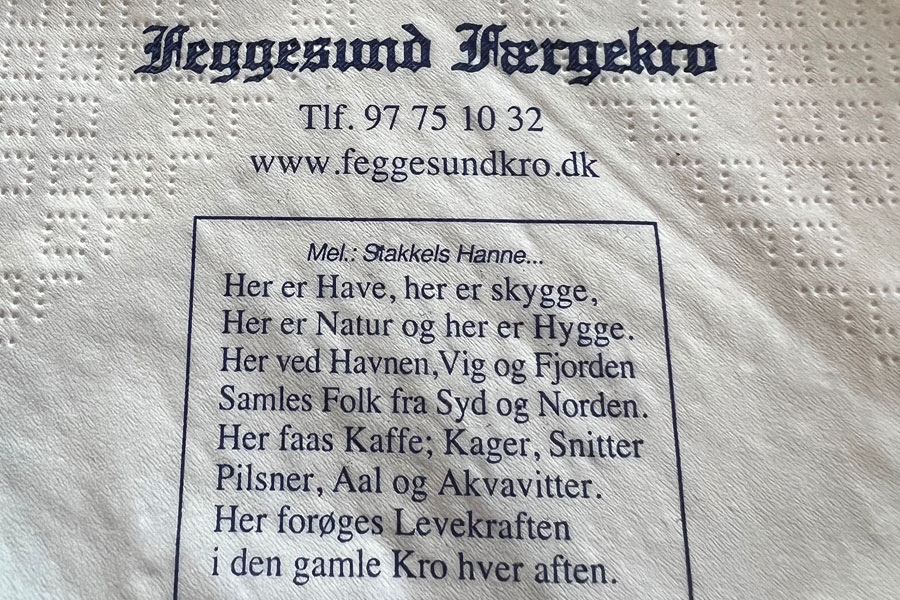 Feggesund Færgekro
Tlf. 97 75 10 32
www.feggesundkro.dk
Mel.: Stakkels Hanne...
Her er Have, her er skygge,
Her er Natur og her er Hygge.
Her ved Havnen,Vig og Fjorden
Samles Folk fra Syd og Norden.
Her faas Kaffe; Kager, Snitter
Pilsner, Aal og Akvavitter.
Her forøges Levekraften
i den gamle Kro hver aften.